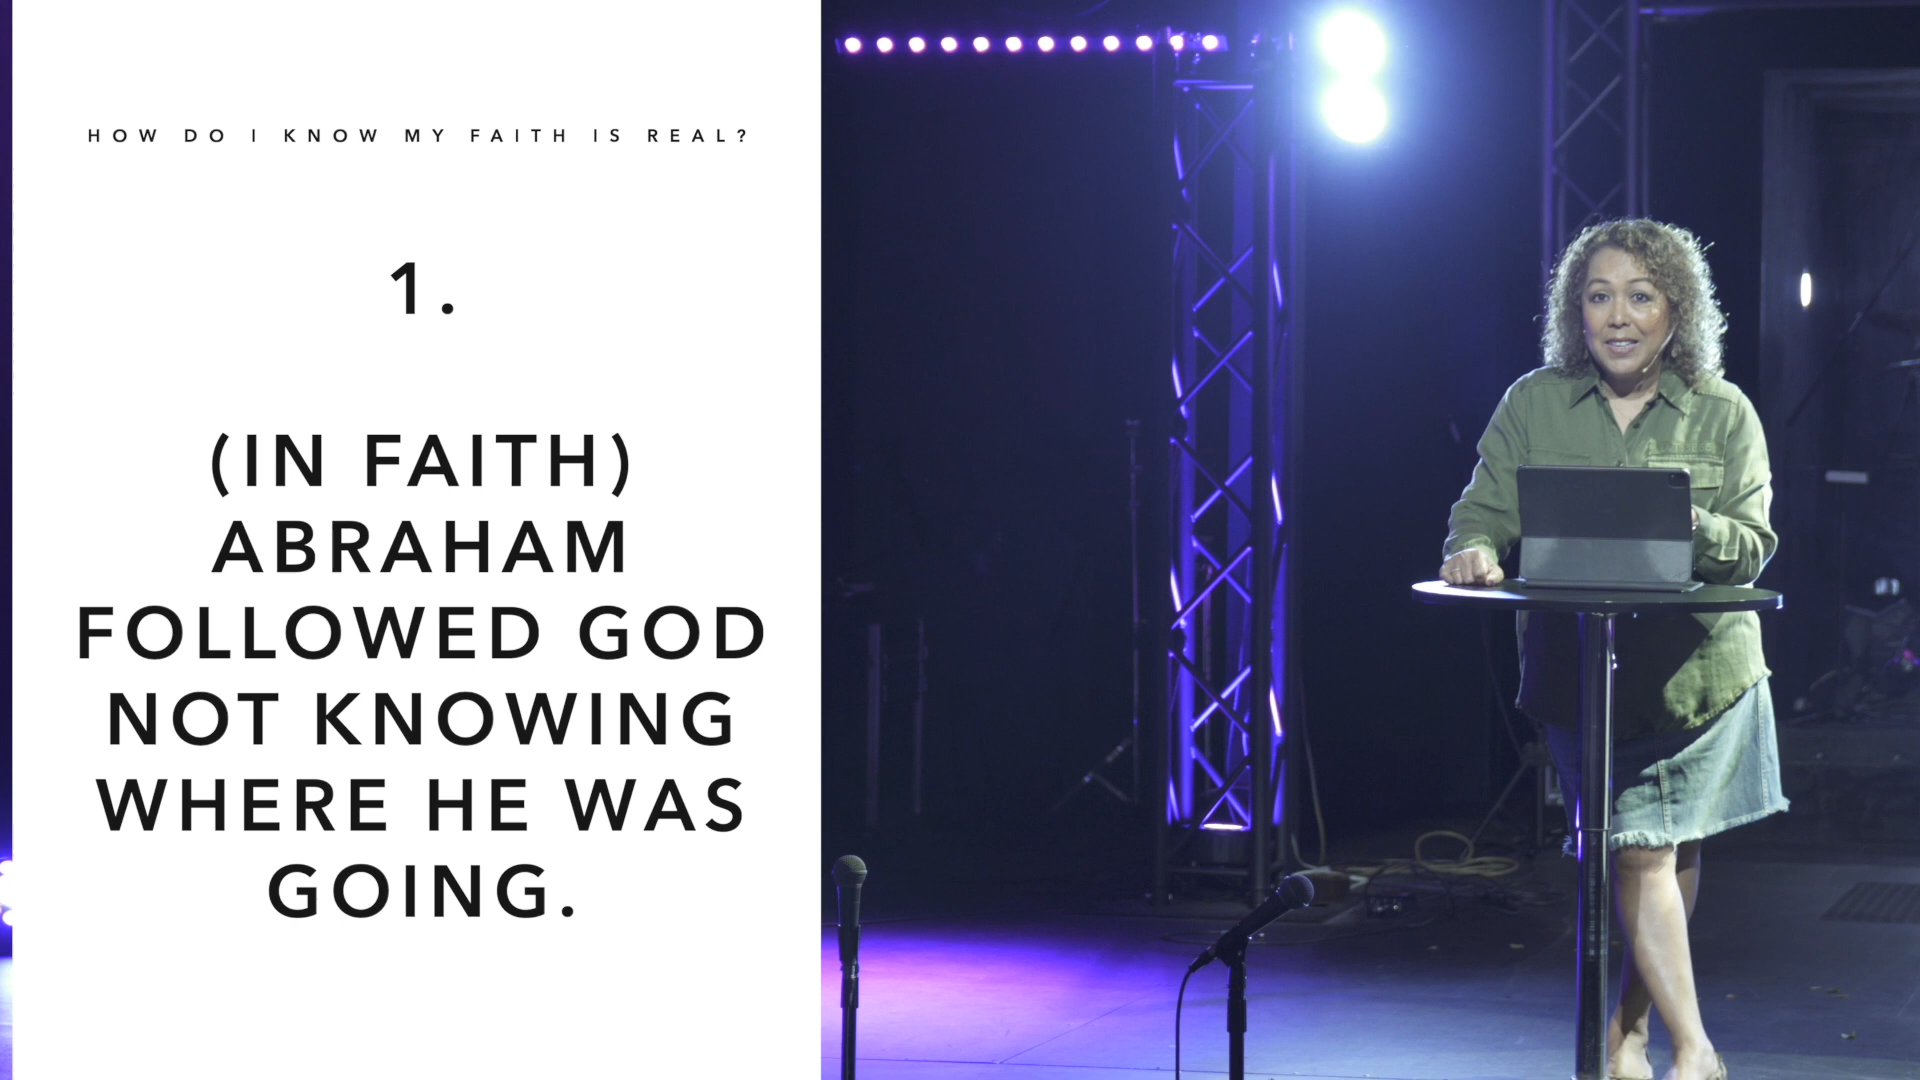 HOW DO I KNOW MY FAITH IS REAL?
1.
(IN FAITH)
ABRAHAM
FOLLOWED GOD
NOT KNOWING
WHERE HE WAS
GOING.